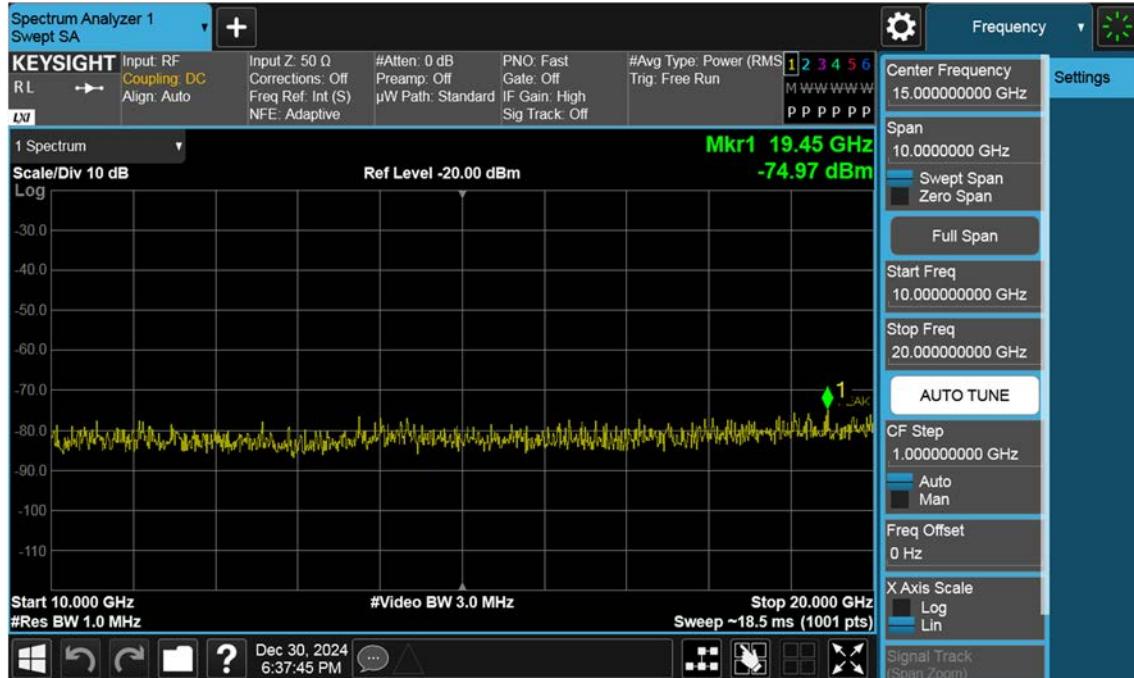 Spectrum Analyzer 1
Swept SA
Frequency
KEYSIGHT
R L
LXI
Input: RF
Coupling: DC
Align: Auto
Input Z: 50 Ω
Corrections: Off
Freq Ref: Int (S)
NFE: Adaptive
#Atten: 0 dB
Preamp: Off
µW Path: Standard
PNO: Fast
Gate: Off
IF Gain: High
Sig Track: Off
#Avg Type: Power (RMS
Trig: Free Run
1 2 3 4 5 6
M W W W W W
P P P P P P
1 Spectrum
Mkr1 19.45 GHz
-74.97 dBm
Scale/Div 10 dB
Ref Level -20.00 dBm
Log
-30.0
-40.0
-50.0
-60.0
-70.0
-80.0
-90.0
-100
-110
1
Start 10.000 GHz
#Video BW 3.0 MHz
Stop 20.000 GHz
#Res BW 1.0 MHz
Sweep ~18.5 ms (1001 pts)
?
Dec 30, 2024
6:37:45 PM
Center Frequency
15.000000000 GHz
Settings
Span
10.0000000 GHz
Swept Span
Zero Span
Full Span
Start Freq
10.000000000 GHz
Stop Freq
20.000000000 GHz
AUTO TUNE
CF Step
1.000000000 GHz
Auto
Man
Freq Offset
0 Hz
X Axis Scale
Log
Lin
Signal Track
(Span Zoom)